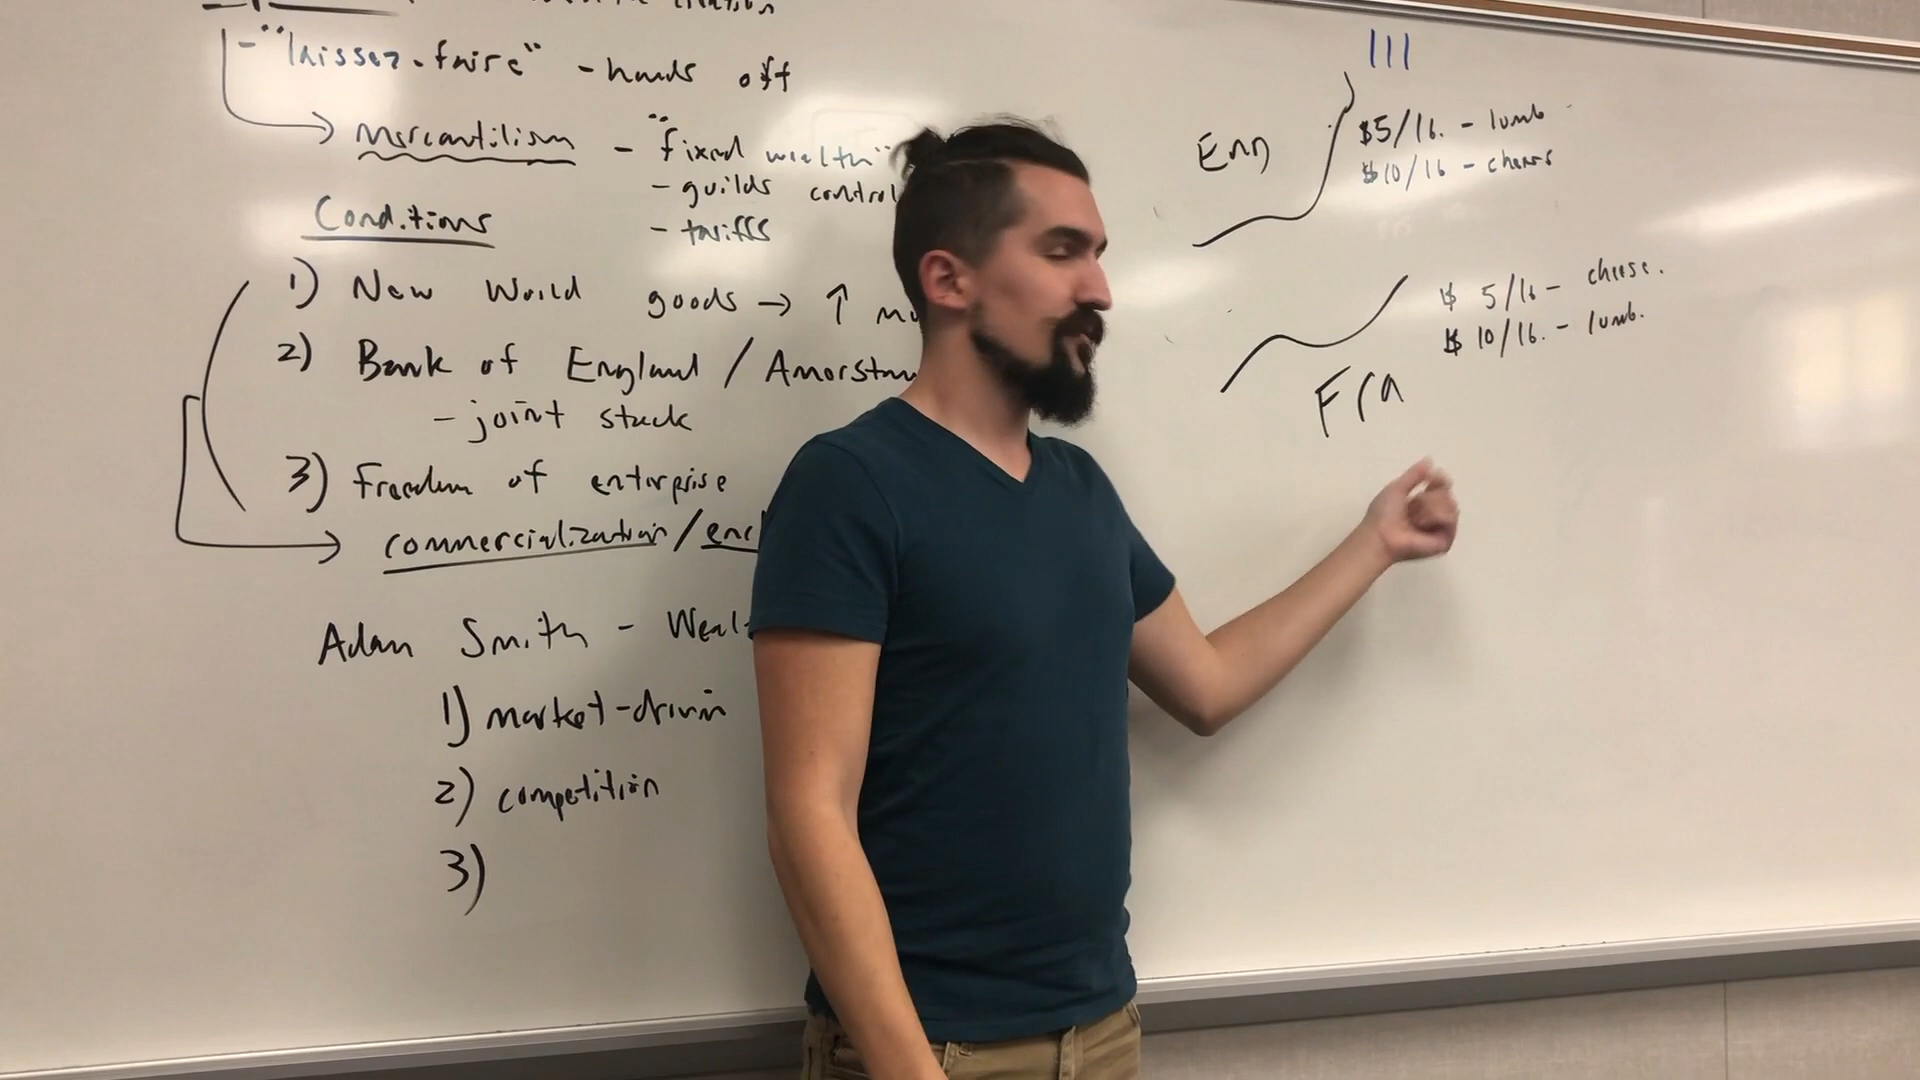 - "laissez-faire" - hands off
mercantilism - "fixed wealth"
- guilds control
- tariffs
Conditions
1) New World goods → ↑
2) Bank of England /
- joint stock
3) Freedom of enterprise
commercialization /
Adam Smith -
1) market-driven
2) competition
3)
|||
Eng
$5/lb. - lumb
$10/lb - cheese
$ 5/lb - cheese.
$ 10/lb. - lumb.
Fra